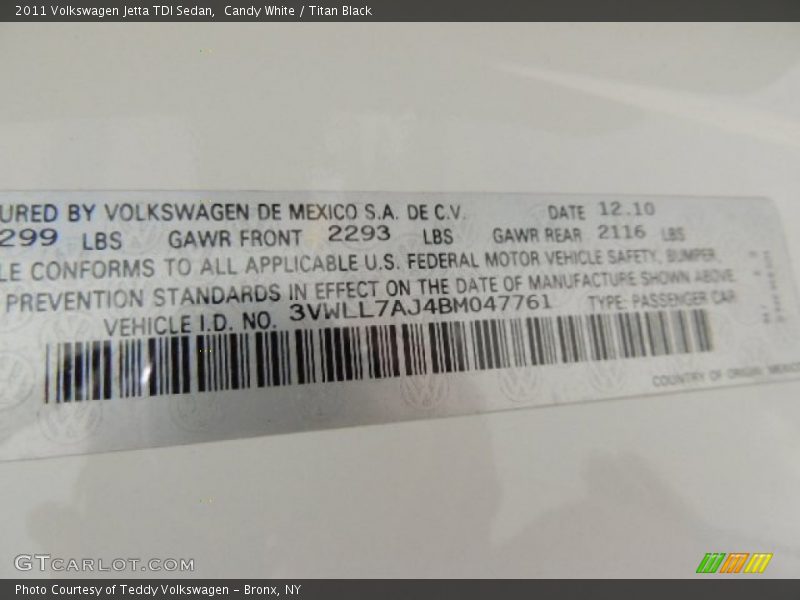 2011 Volkswagen Jetta TDI Sedan, Candy White / Titan Black
URED BY VOLKSWAGEN DE MEXICO S.A. DE C.V. DATE 12.10
299 LBS GAWR FRONT 2293 LBS GAWR REAR 2116 LBS
LE CONFORMS TO ALL APPLICABLE U.S. FEDERAL MOTOR VEHICLE SAFETY, BUMPER,
PREVENTION STANDARDS IN EFFECT ON THE DATE OF MANUFACTURE SHOWN ABOVE
VEHICLE I.D. NO. 3VWLL7AJ4BM047761 TYPE: PASSENGER CAR
COUNTRY OF ORIGIN: MEXICO
GTCARLOT.COM
Photo Courtesy of Teddy Volkswagen - Bronx, NY